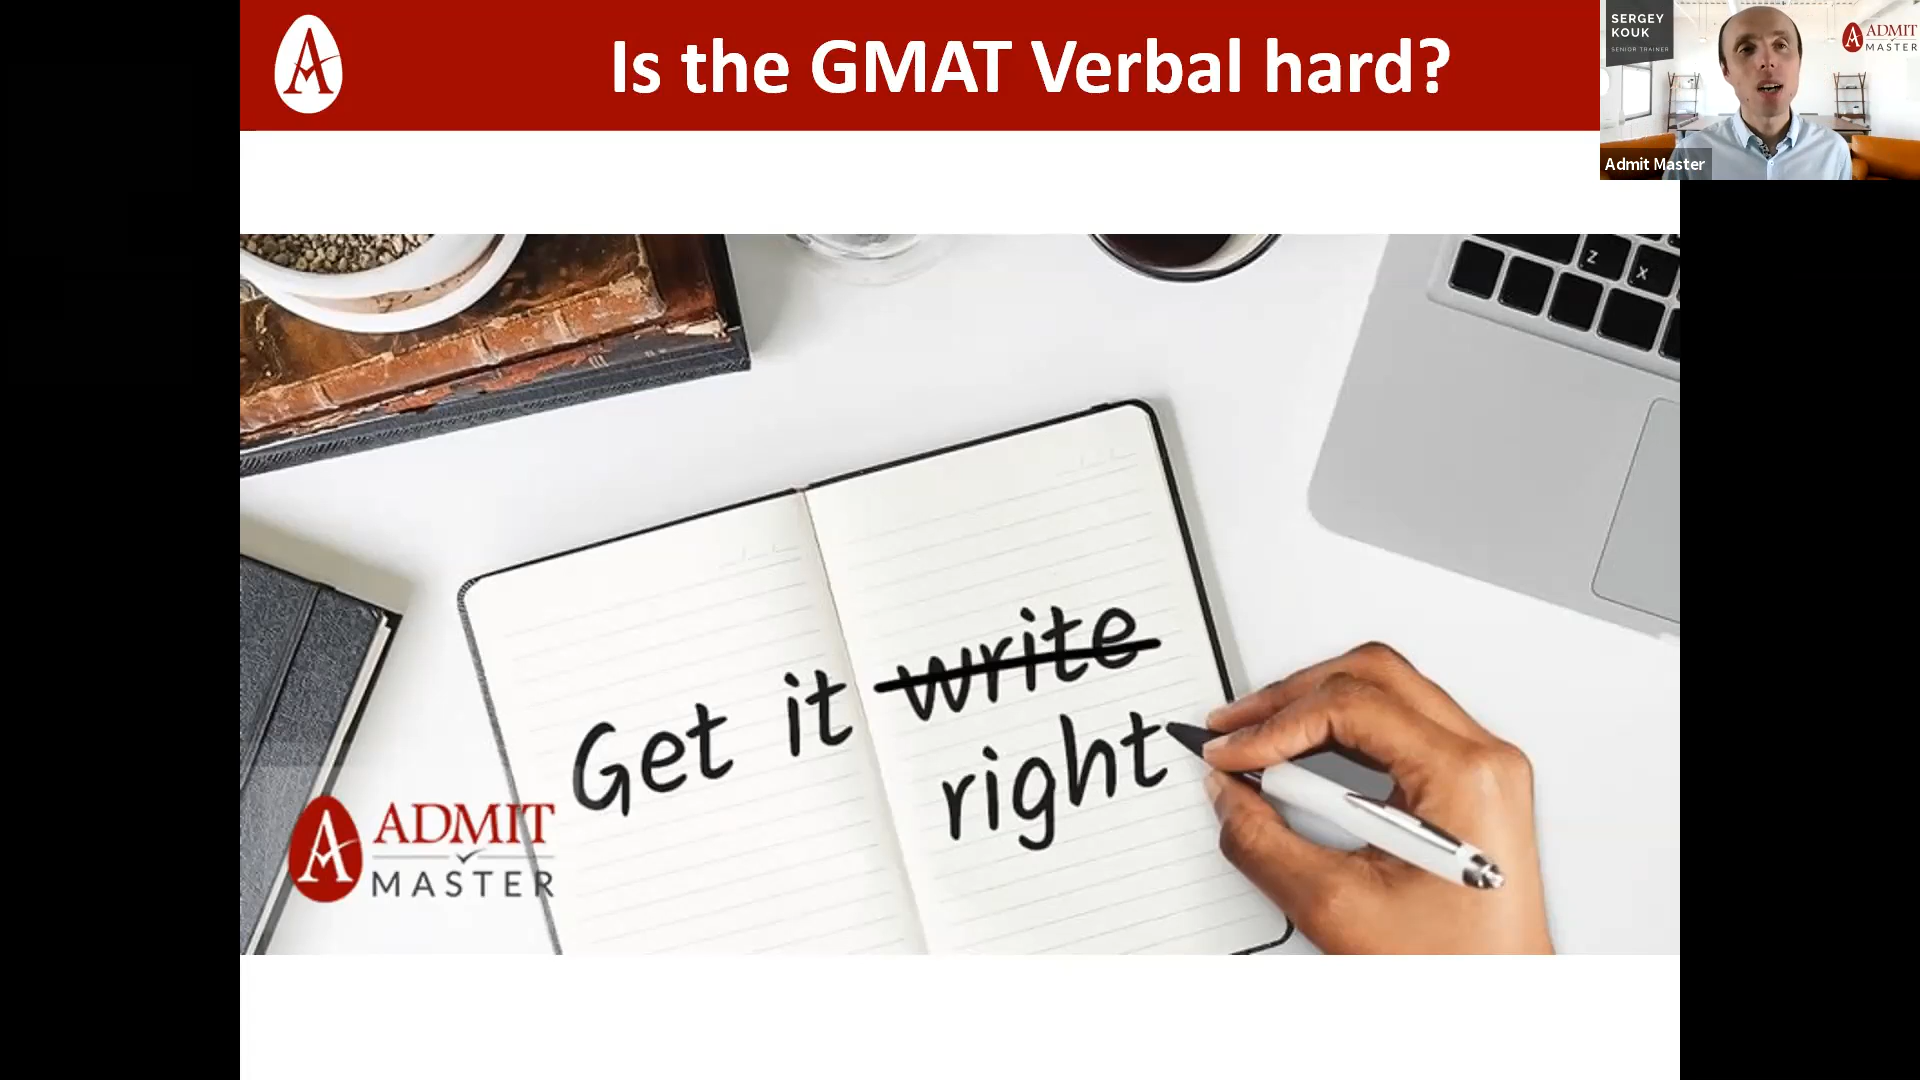 Is the GMAT Verbal hard?
SERGEY
KOUK
SENIOR TRAINER
ADMIT
MASTER
Admit Master
Z
X
Get it write
right
ADMIT
MASTER